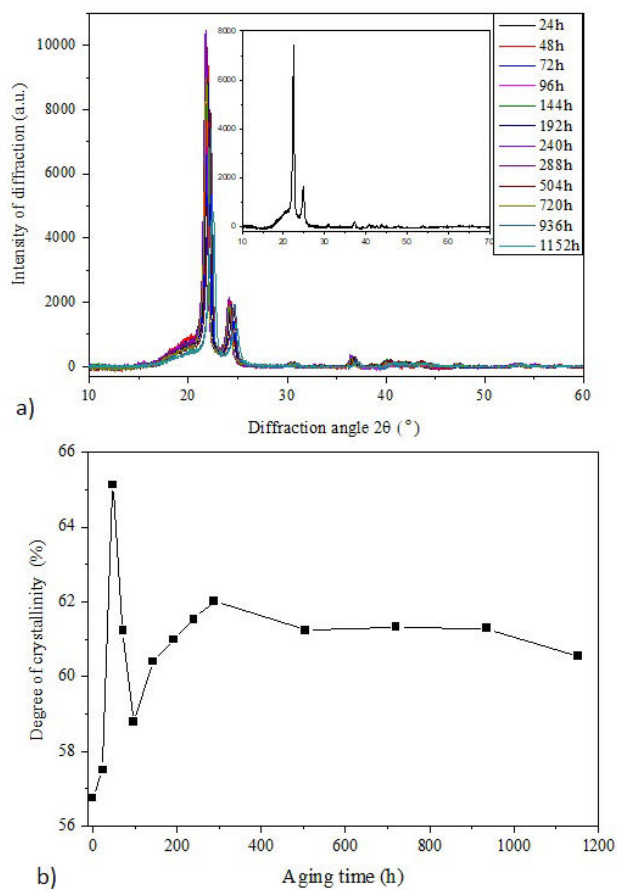 10000
8000
6000
4000
2000
0
Intensity of diffraction (a.u.)
8000
6000
4000
2000
0
10 20 30 40 50 60 70
24h
48h
72h
96h
144h
192h
240h
288h
504h
720h
936h
1152h
10 20 30 40 50 60
Diffraction angle 2θ (°)
a)
66
64
62
60
58
56
Degree of crystallinity (%)
0 200 400 600 800 1000 1200
Aging time (h)
b)